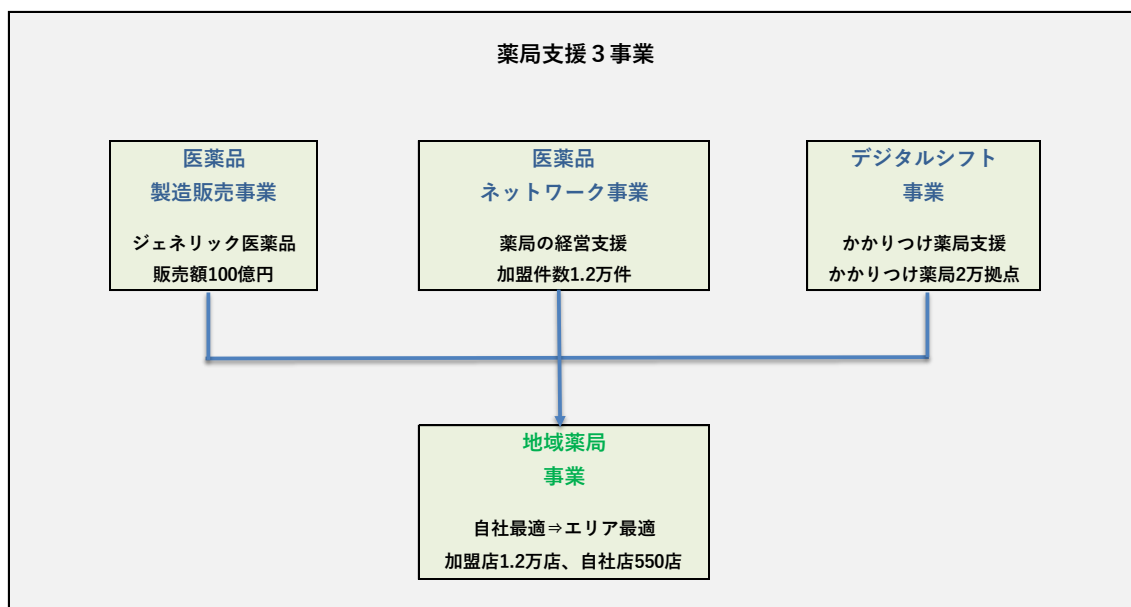 薬局支援３事業
医薬品
製造販売事業
ジェネリック医薬品
販売額100億円
医薬品
ネットワーク事業
薬局の経営支援
加盟件数1.2万件
デジタルシフト
事業
かかりつけ薬局支援
かかりつけ薬局2万拠点
地域薬局
事業
自社最適⇒エリア最適
加盟店1.2万店、自社店550店